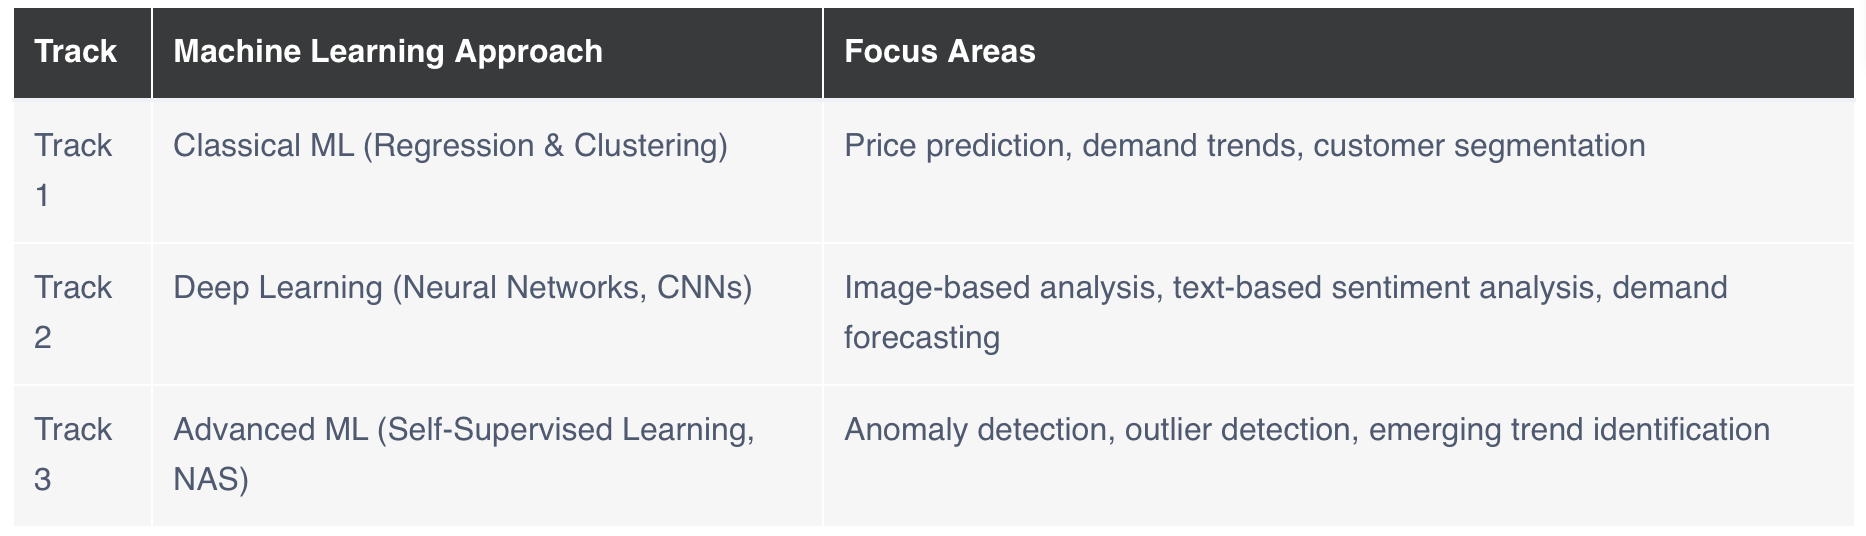 Track Machine Learning Approach Focus Areas
Track 1 Classical ML (Regression & Clustering) Price prediction, demand trends, customer segmentation
Track 2 Deep Learning (Neural Networks, CNNs) Image-based analysis, text-based sentiment analysis, demand forecasting
Track 3 Advanced ML (Self-Supervised Learning, NAS) Anomaly detection, outlier detection, emerging trend identification